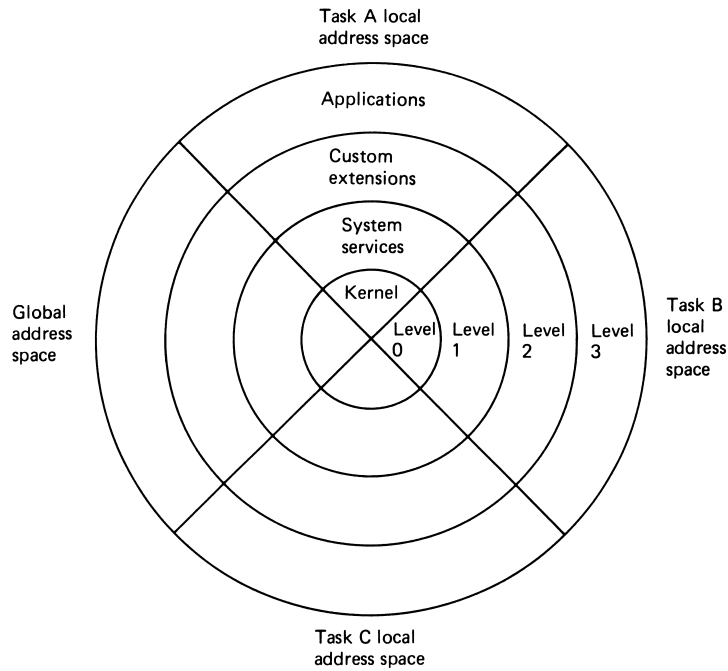 Task A local
address space
Applications
Custom
extensions
System
services
Kernel
Global
address
space
Level
0
Level
1
Level
2
Level
3
Task B
local
address
space
Task C local
address space